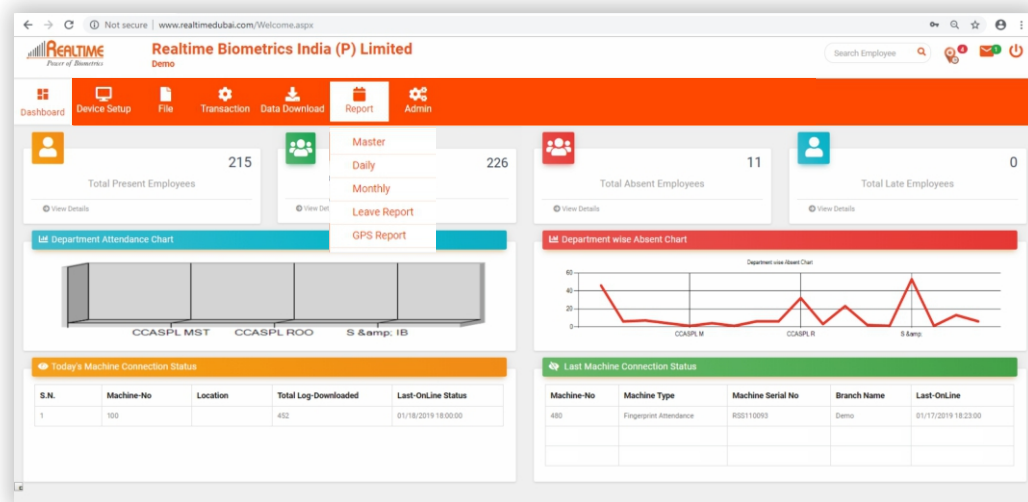 Not secure | www.realtimedubai.com/Welcome.aspx
REALTIME
Power of Biometrics
Realtime Biometrics India (P) Limited
Demo
Search Employee
4
0
Dashboard
Device Setup
File
Transaction
Data Download
Report
Admin
Master
Daily
Monthly
Leave Report
GPS Report
215
Total Present Employees
View Details
226
View Det
11
Total Absent Employees
View Details
0
Total Late Employees
View Details
Department Attendance Chart
CCASPL MST CCASPL ROO S &amp; IB
Department wise Absent Chart
Department wise Absent Chart
60
40
20
0
CCASPL M CCASPL R S &amp;
Today's Machine Connection Status
S.N. Machine-No Location Total Log-Downloaded Last-OnLine Status
1 100 452 01/18/2019 18:00:00
Last Machine Connection Status
Machine-No Machine Type Machine Serial No Branch Name Last-OnLine
480 Fingerprint Attendance RSS110093 Demo 01/17/2019 18:23:00